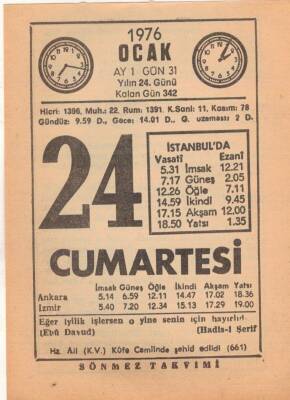 1976
OCAK
AY 1 GÜN 31
Yılın 24. Günü
Kalan Gün 342
Hicri: 1396, Muh.: 22. Rum: 1391. K.Sani: 11, Kasım: 78
Gündüz: 9.59 D., Gece: 14.01 D., G. uzaması 2 D.
24
İSTANBUL'DA
Vasatî Ezanî
5.31 İmsak 12.21
7.17 Güneş 2.05
12.26 Öğle 7.11
14.59 İkindi 9.45
17.15 Akşam 12.00
18.50 Yatsı 1.35
CUMARTESİ
İmsak Güneş Öğle İkindi Akşam Yatsı
Ankara 5.14 6.59 12.11 14.47 17.02 18.36
İzmir 5.40 7.20 12.34 15.13 17.29 19.00
Eğer iyilik işlersen o yine senin için hayırlıdır.
(Ebû Davud) (Hadîs-i Şerif
Hz. Ali (K.V.) Kûfe Camiinde şehid edildi (661)
SÖNMEZ TAKVİMİ